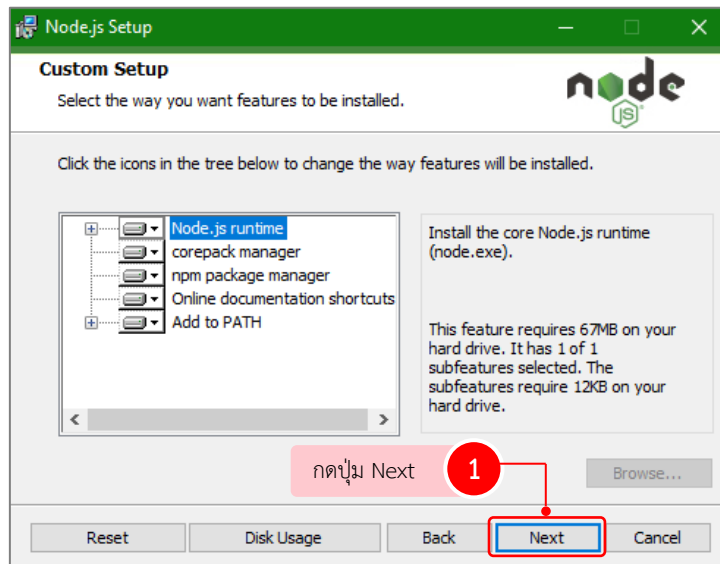 Node.js Setup
Custom Setup
Select the way you want features to be installed.
node
JS
Click the icons in the tree below to change the way features will be installed.
Node.js runtime
corepack manager
npm package manager
Online documentation shortcuts
Add to PATH
Install the core Node.js runtime
(node.exe).
This feature requires 67MB on your
hard drive. It has 1 of 1
subfeatures selected. The
subfeatures require 12KB on your
hard drive.
กดปุ่ม Next 1
Browse...
Reset Disk Usage Back Next Cancel